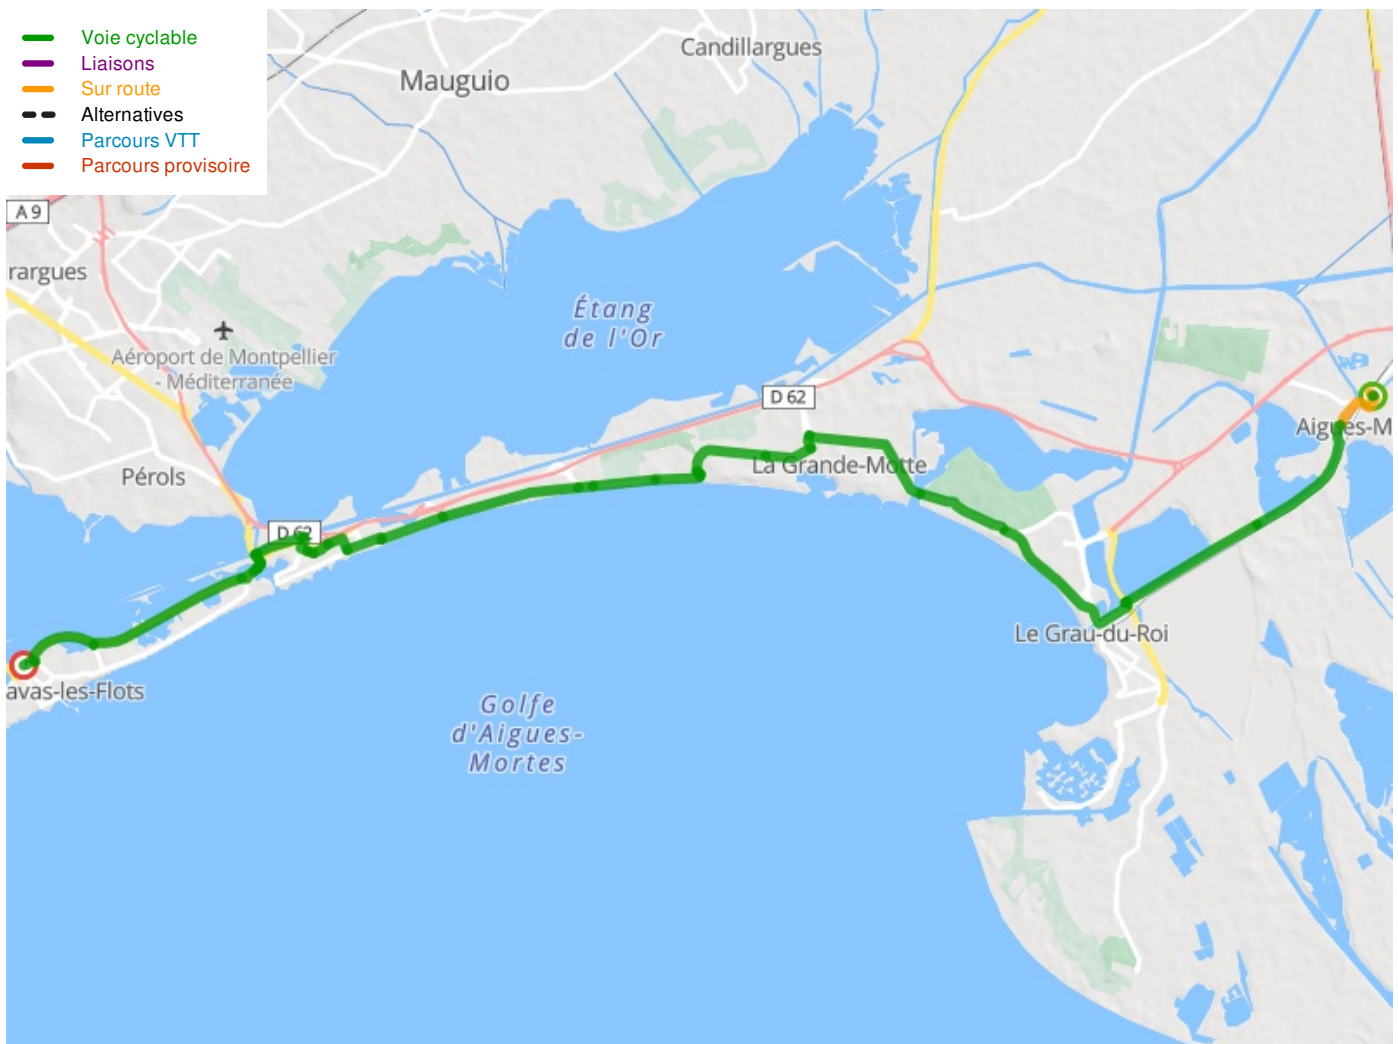 Voie cyclable
Liaisons
Sur route
Alternatives
Parcours VTT
Parcours provisoire
Candillargues
Mauguio
A 9
rargues
Étang
de l'Or
Aéroport de Montpellier
- Méditerranée
D 62
Aigues-M
La Grande-Motte
Pérols
D 62
Le Grau-du-Roi
avas-les-Flots
Golfe
d'Aigues-
Mortes